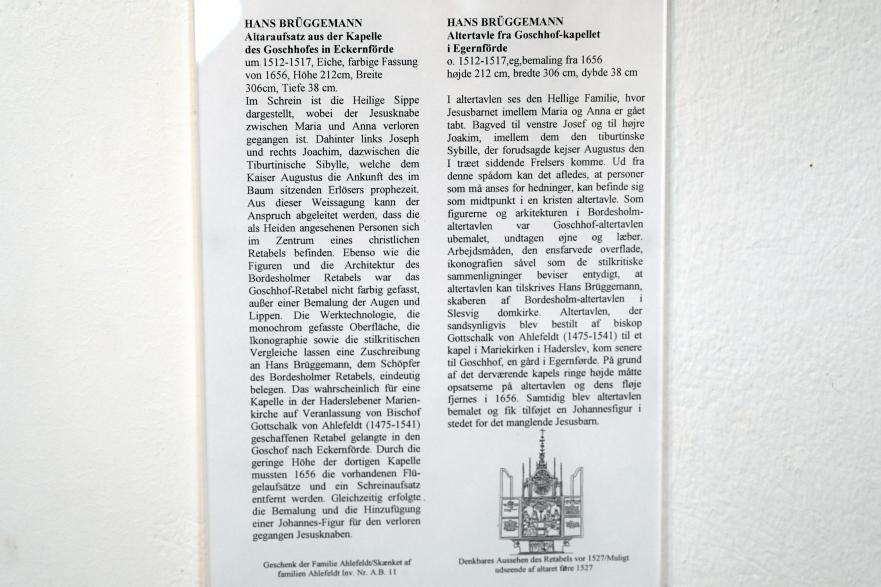 HANS BRÜGGEMANN
Altaraufsatz aus der Kapelle
des Goschhofes in Eckernförde
um 1512-1517, Eiche, farbige Fassung
von 1656, Höhe 212cm, Breite
306cm, Tiefe 38 cm.
Im Schrein ist die Heilige Sippe
dargestellt, wobei der Jesusknabe
zwischen Maria und Anna verloren
gegangen ist. Dahinter links Joseph
und rechts Joachim, dazwischen die
Tiburtinische Sibylle, welche dem
Kaiser Augustus die Ankunft des im
Baum sitzenden Erlösers prophezeit.
Aus dieser Weissagung kann der
Anspruch abgeleitet werden, dass die
als Heiden angesehenen Personen sich
im Zentrum eines christlichen
Retabels befinden. Ebenso wie die
Figuren und die Architektur des
Bordesholmer Retabels war das
Goschhof-Retabel nicht farbig gefasst,
außer einer Bemalung der Augen und
Lippen. Die Werktechnologie, die
monochrom gefasste Oberfläche, die
Ikonographie sowie die stilkritischen
Vergleiche lassen eine Zuschreibung
an Hans Brüggemann, dem Schöpfer
des Bordesholmer Retabels, eindeutig
belegen. Das wahrscheinlich für eine
Kapelle in der Haderslebener Marien-
kirche auf Veranlassung von Bischof
Gottschalk von Ahlefeldt (1475-1541)
geschaffenen Retabel gelangte in den
Goschof nach Eckernförde. Durch die
geringe Höhe der dortigen Kapelle
mussten 1656 die vorhandenen Flü-
gelaufsätze und ein Schreinaufsatz
entfernt werden. Gleichzeitig erfolgte
die Bemalung und die Hinzufügung
einer Johannes-Figur für den verloren
gegangen Jesusknaben.
Geschenk der Familie Ahlefeldt/Skænket af
familien Ahlefeldt Inv. Nr. A.B. 11
HANS BRÜGGEMANN
Altertavle fra Goschhof-kapellet
i Egernförde
o. 1512-1517,eg,bemaling fra 1656
højde 212 cm, bredte 306 cm, dybde 38 cm
I altertavlen ses den Hellige Familie, hvor
Jesusbarnet imellem Maria og Anna er gået
tabt. Bagved til venstre Josef og til højre
Joakim, imellem dem den tiburtinske
Sybille, der forudsagde kejser Augustus den
I træet siddende Frelsers komme. Ud fra
denne spådom kan det afledes, at personer
som må anses for hedninger, kan befinde sig
som midtpunkt i en kristen altertavle. Som
figurerne og arkitekturen i Bordesholm-
altertavlen var Goschhof-altertavlen
ubemalet, undtagen øjne og læber.
Arbejdsmåden, den ensfarvede overflade,
ikonografien såvel som de stilkritiske
sammenligninger beviser entydigt, at
altertavlen kan tilskrives Hans Brüggemann,
skaberen af Bordesholm-altertavlen i
Slesvig domkirke. Altertavlen, der
sandsynligvis blev bestilt af biskop
Gottschalk von Ahlefeldt (1475-1541) til et
kapel i Mariekirken i Haderslev, kom senere
til Goschhof, en gård i Egernførde. På grund
af det derværende kapels ringe højde måtte
opsatserne på altertavlen og dens fløje
fjernes i 1656. Samtidig blev altertavlen
bemalet og fik tilføjet en Johannesfigur i
stedet for det manglende Jesusbarn.
Denkbares Aussehen des Retabels vor 1527/Muligt
udseende af altaret føre 1527